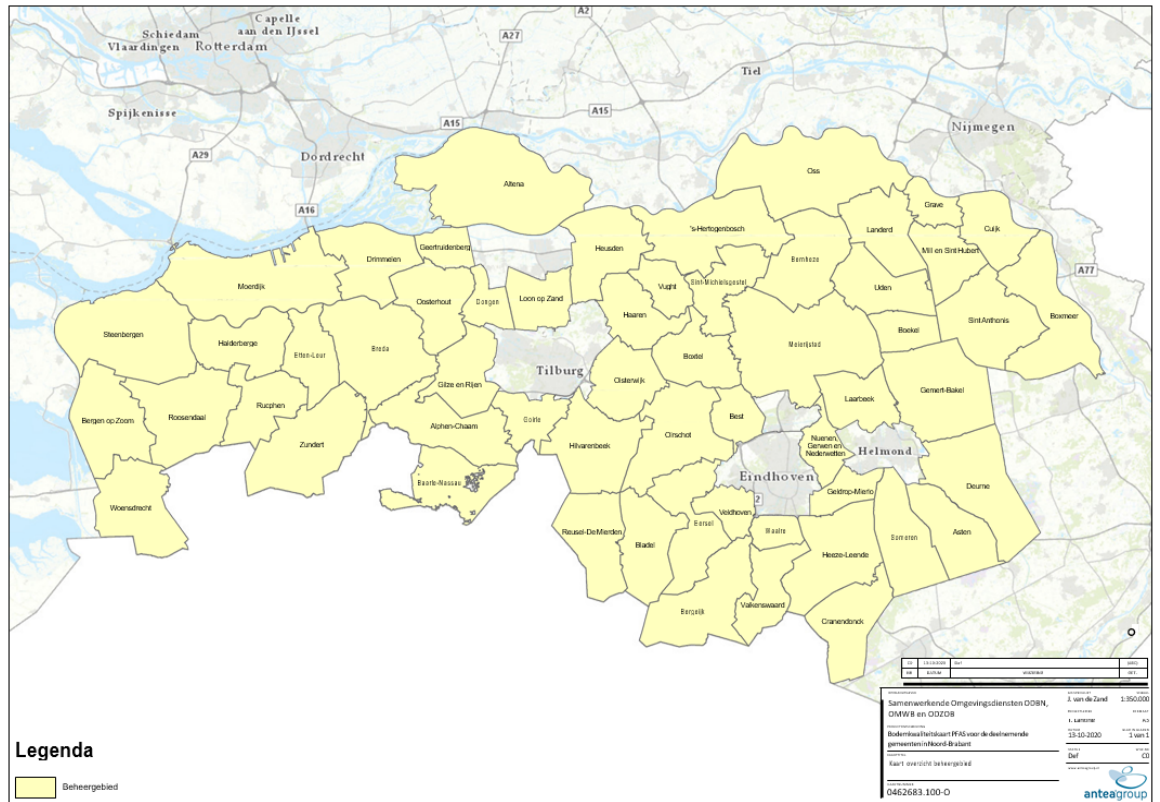 Capelle
aan den IJssel
Schiedam
Vlaardingen
Rotterdam
A2
A27
Tiel
Spijkenisse
A15
A15
Nijmegen
A29
Dordrecht
A16
A77
Altena
Oss
Grave
Cuijk
's-Hertogenbosch
Landerd
Geertruidenberg
Heusden
Drimmelen
Bernheze
Mill en Sint Hubert
Moerdijk
Vught
Sint-Michielsgestel
Uden
Oosterhout
Dongen
Loon op Zand
Haaren
Sint Anthonis
Boxmeer
Steenbergen
Halderberge
Etten-Leur
Breda
Meierijstad
Boekel
Boxtel
Tilburg
Oisterwijk
Gilze en Rijen
Gemert-Bakel
Laarbeek
Rucphen
Roosendaal
Bergen op Zoom
Goirle
Best
Alphen-Chaam
Hilvarenbeek
Oirschot
Zundert
Nuenen,
Gerwen en
Nederwetten
Helmond
Eindhoven
Baarle-Nassau
Deurne
Geldrop-Mierlo
2
Woensdrecht
Veldhoven
Eersel
Waalre
Reusel-De Mierden
Bladel
Asten
Someren
Heeze-Leende
Bergeijk
Valkenswaard
Cranendonck
Legenda
Beheergebied
C0 13-10-2020 Def
DATUM
Samenwerkende Omgevingsdiensten ODBN,
OMWB en ODZOB
J. van de Zand 1:350.000
Bodemkwaliteitskaart PFAS voor de deelnemende
gemeenten in Noord-Brabant
13-10-2020 1 van 1
Kaart overzicht beheergebied
Def C0
0462683.100-O
anteagroup